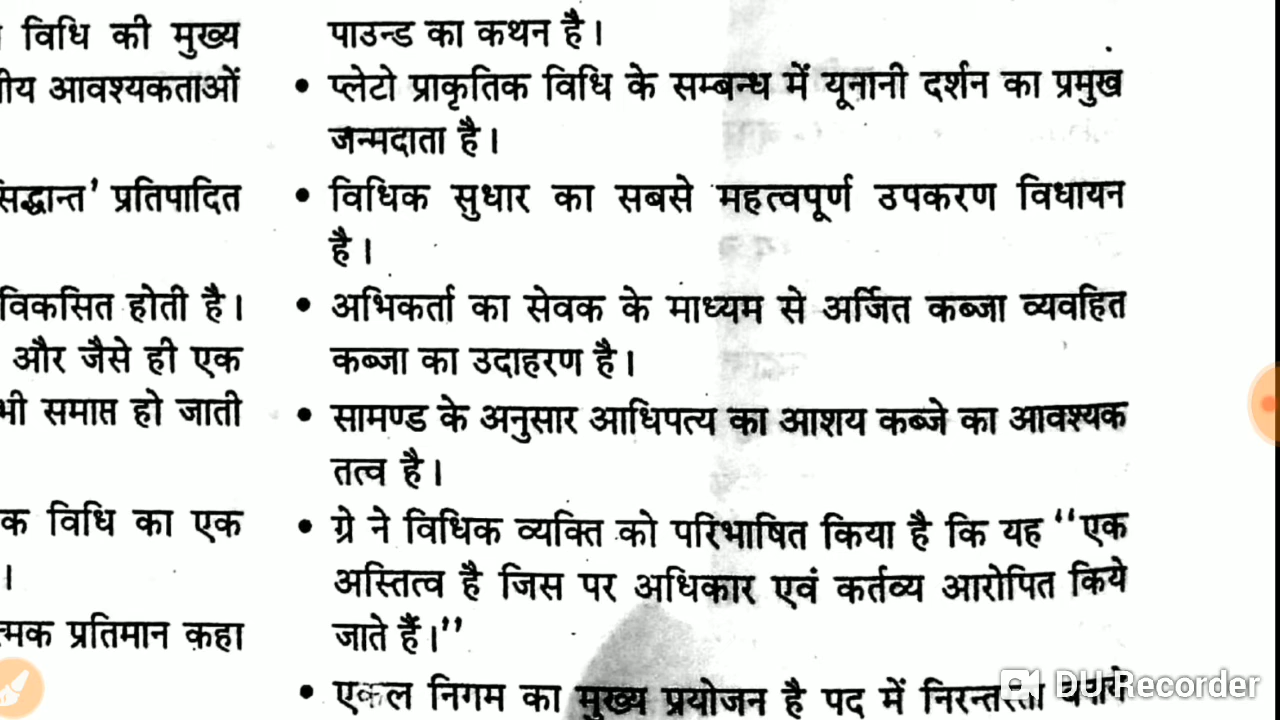 विधि की मुख्य
आवश्यकताओं
प्रतिपादित
विकसित होती है।
और जैसे ही एक
समाप्त हो जाती
विधि का एक
।
प्रतिमान कहा
पाउन्ड का कथन है।
• प्लेटो प्राकृतिक विधि के सम्बन्ध में यूनानी दर्शन का प्रमुख
जन्मदाता है।
• विधिक सुधार का सबसे महत्वपूर्ण उपकरण विधायन
है।
• अभिकर्ता का सेवक के माध्यम से अर्जित कब्जा व्यवहित
कब्जा का उदाहरण है।
• सामण्ड के अनुसार आधिपत्य का आशय कब्जे का आवश्यक
तत्व है।
• ग्रे ने विधिक व्यक्ति को परिभाषित किया है कि यह “एक
अस्तित्व है जिस पर अधिकार एवं कर्तव्य आरोपित किये
जाते हैं।”
• एकल निगम का मुख्य प्रयोजन है पद में निरन्तरता
DU Recorder